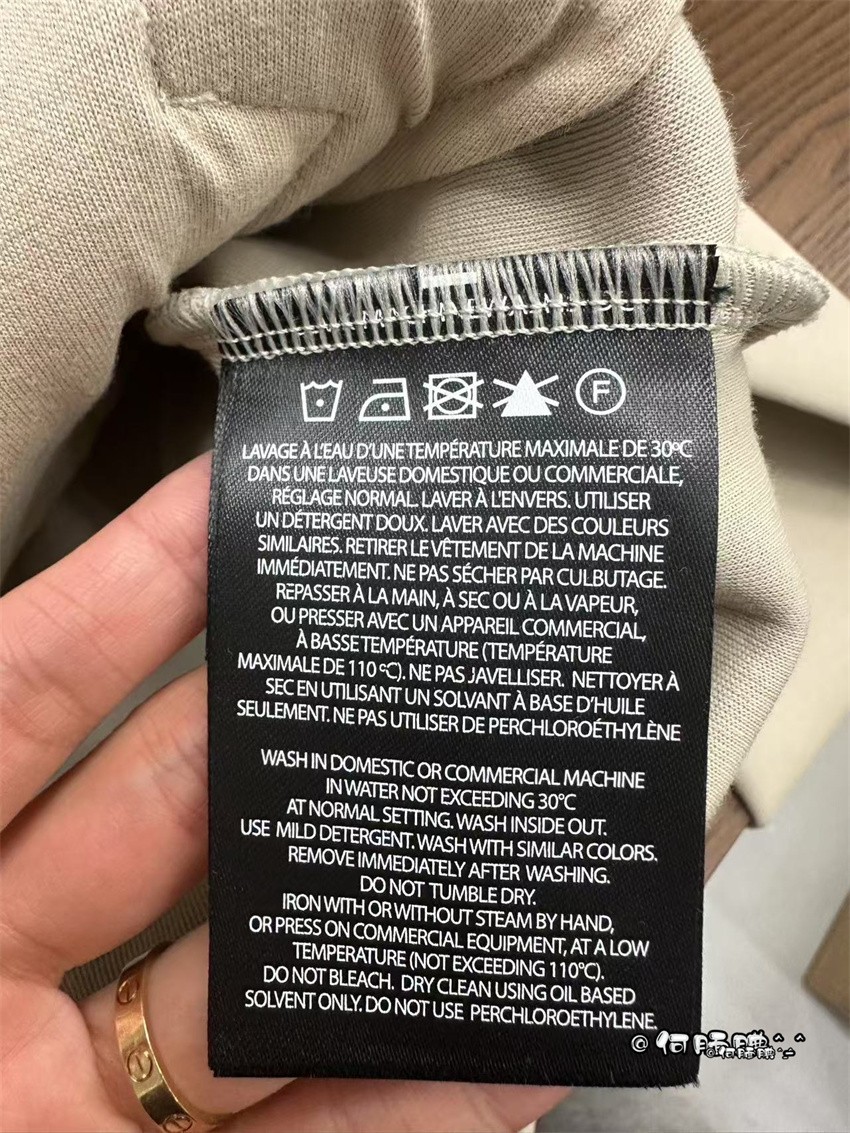 F
LAVAGE À L'EAU D'UNE TEMPÉRATURE MAXIMALE DE 30ºC
DANS UNE LAVEUSE DOMESTIQUE OU COMMERCIALE,
RÉGLAGE NORMAL. LAVER À L'ENVERS. UTILISER
UN DÉTERGENT DOUX. LAVER AVEC DES COULEURS
SIMILAIRES. RETIRER LE VÊTEMENT DE LA MACHINE
IMMÉDIATEMENT. NE PAS SÉCHER PAR CULBUTAGE.
REPASSER À LA MAIN, À SEC OU À LA VAPEUR,
OU PRESSER AVEC UN APPAREIL COMMERCIAL,
À BASSE TEMPÉRATURE (TEMPÉRATURE
MAXIMALE DE 110 ºC). NE PAS JAVELLISER. NETTOYER À
SEC EN UTILISANT UN SOLVANT À BASE D'HUILE
SEULEMENT. NE PAS UTILISER DE PERCHLOROÉTHYLÈNE
WASH IN DOMESTIC OR COMMERCIAL MACHINE
IN WATER NOT EXCEEDING 30°C
AT NORMAL SETTING. WASH INSIDE OUT.
USE MILD DETERGENT. WASH WITH SIMILAR COLORS.
REMOVE IMMEDIATELY AFTER WASHING.
DO NOT TUMBLE DRY.
IRON WITH OR WITHOUT STEAM BY HAND,
OR PRESS ON COMMERCIAL EQUIPMENT, AT A LOW
TEMPERATURE (NOT EXCEEDING 110°C).
DO NOT BLEACH. DRY CLEAN USING OIL BASED
SOLVENT ONLY. DO NOT USE PERCHLOROETHYLENE.